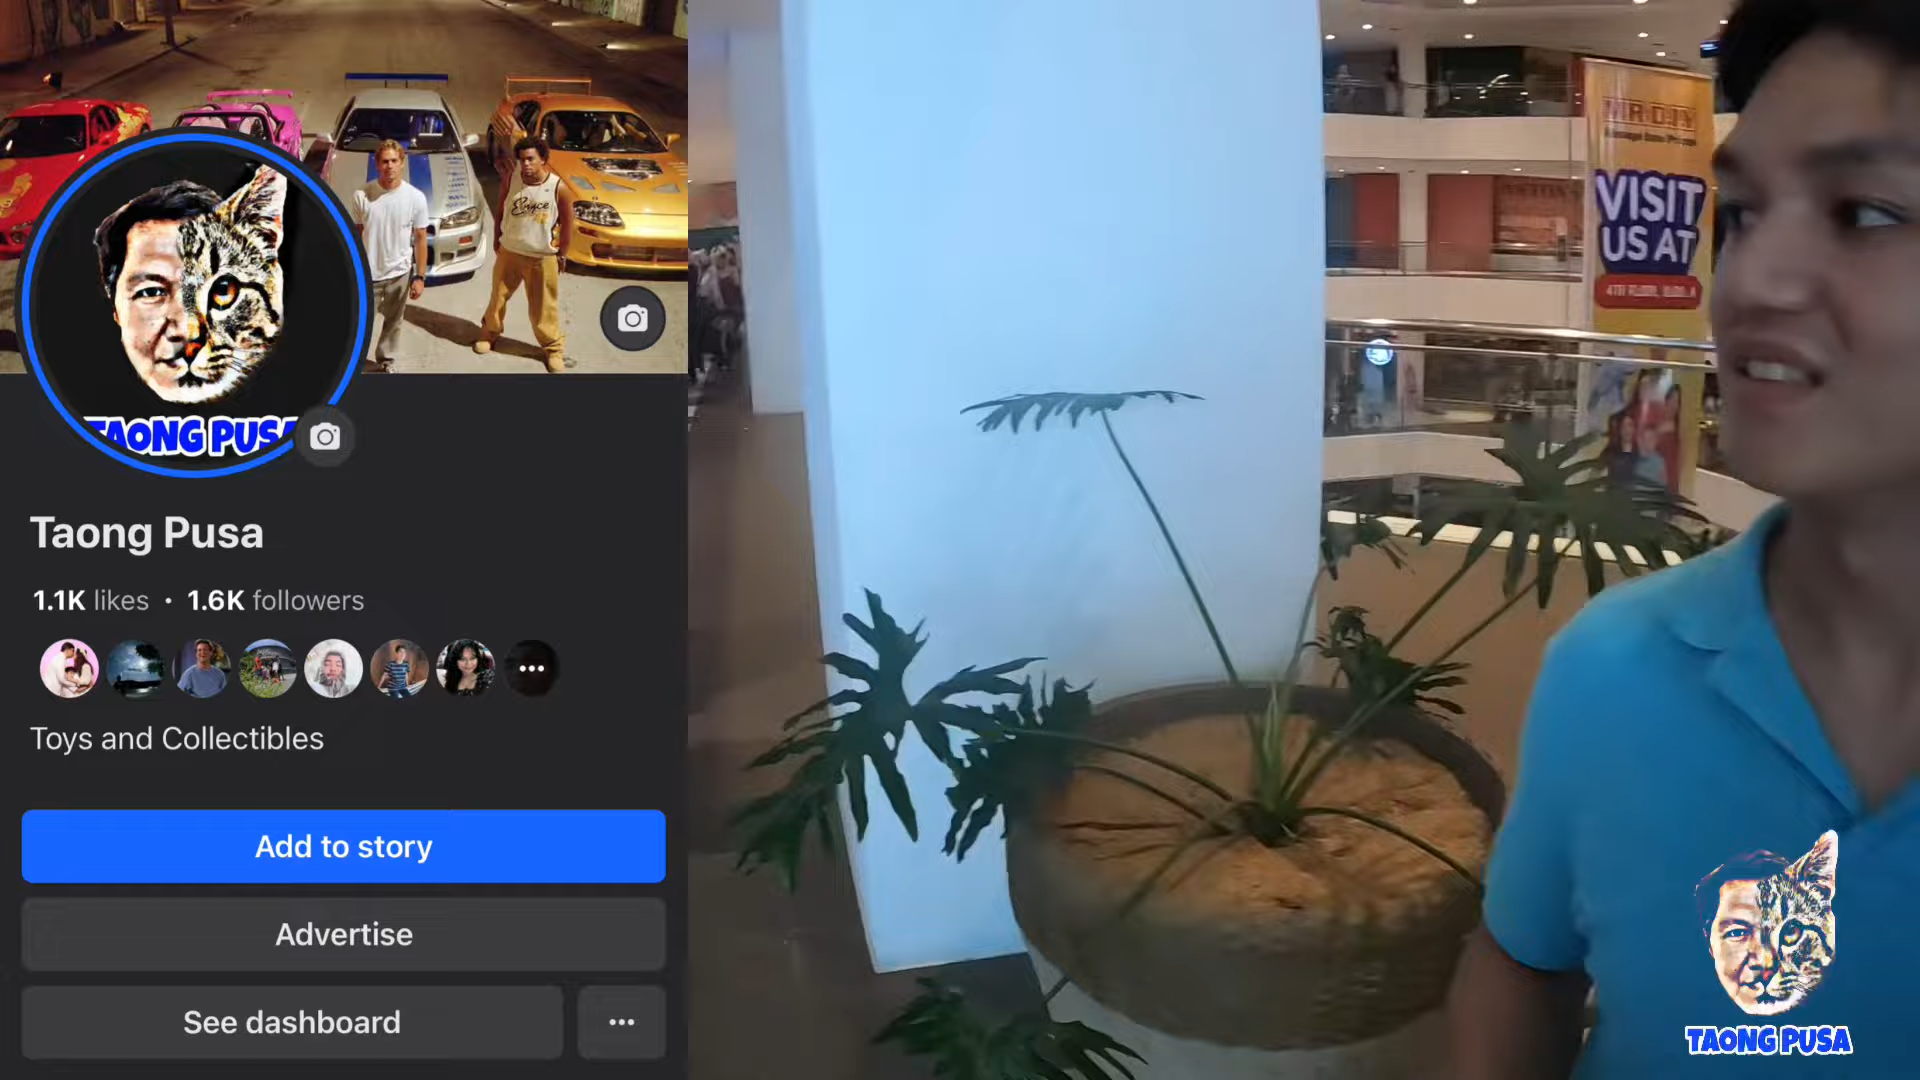 TAONG PUSA
Taong Pusa
1.1K likes • 1.6K followers
Toys and Collectibles
Add to story
Advertise
See dashboard
MR.D.I.Y.
VISIT
US AT
TAONG PUSA